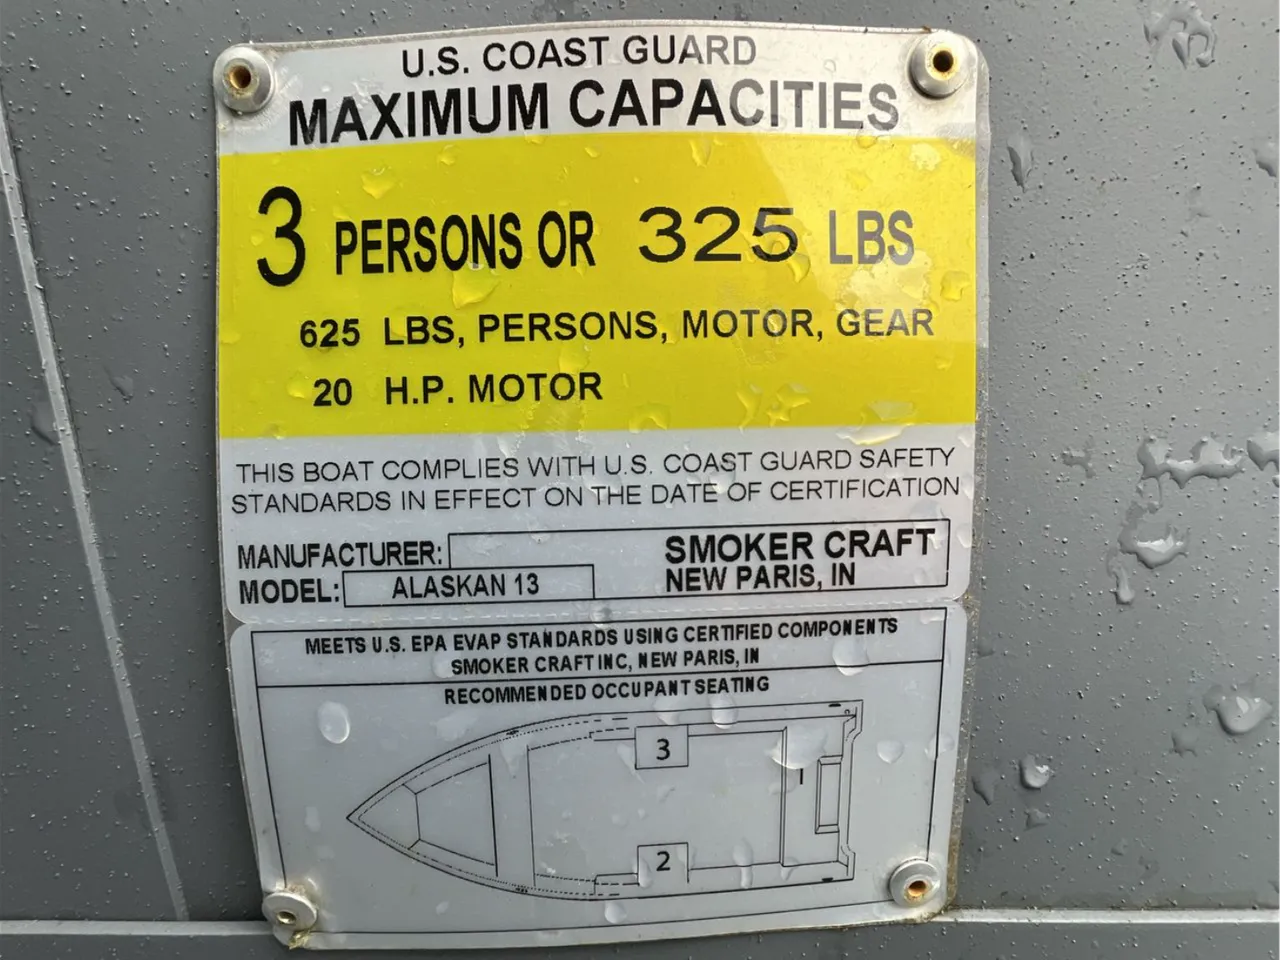 U.S. COAST GUARD
MAXIMUM CAPACITIES
3 PERSONS OR 325 LBS
625 LBS, PERSONS, MOTOR, GEAR
20 H.P. MOTOR
THIS BOAT COMPLIES WITH U.S. COAST GUARD SAFETY
STANDARDS IN EFFECT ON THE DATE OF CERTIFICATION
MANUFACTURER: SMOKER CRAFT
NEW PARIS, IN
MODEL: ALASKAN 13
MEETS U.S. EPA EVAP STANDARDS USING CERTIFIED COMPONENTS
SMOKER CRAFT INC, NEW PARIS, IN
RECOMMENDED OCCUPANT SEATING
3
1
2